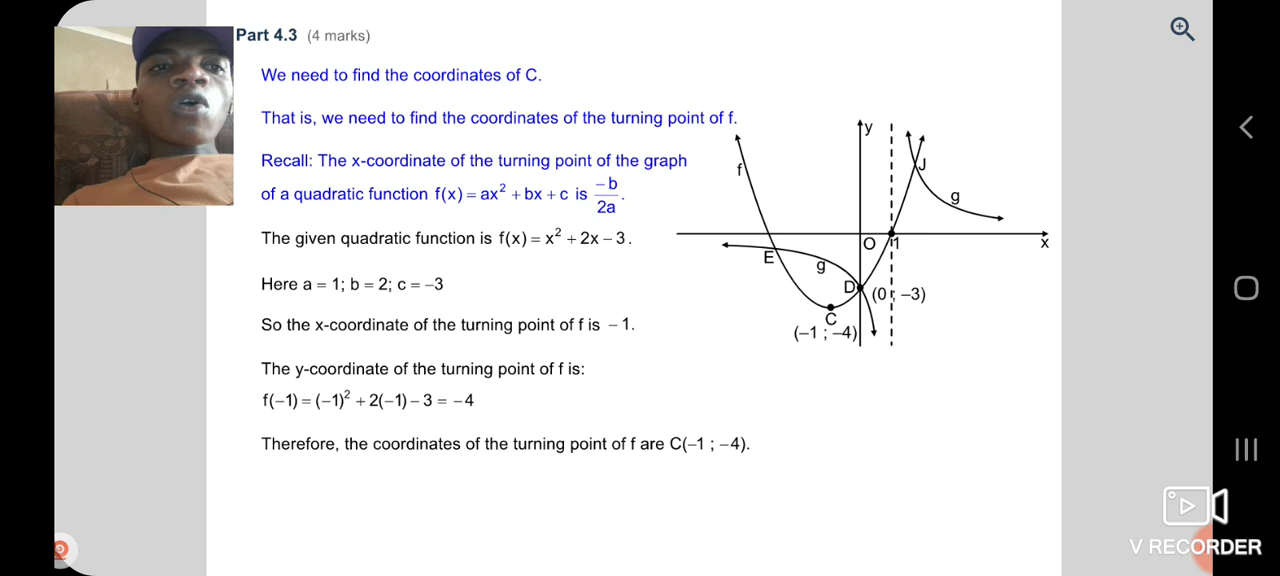 Part 4.3 (4 marks)
We need to find the coordinates of C.
That is, we need to find the coordinates of the turning point of f.
Recall: The x-coordinate of the turning point of the graph
of a quadratic function f(x) = ax² + bx + c is −b/2a.
The given quadratic function is f(x) = x² + 2x − 3.
Here a = 1; b = 2; c = −3
So the x-coordinate of the turning point of f is − 1.
The y-coordinate of the turning point of f is:
f(−1) = (−1)² + 2(−1) − 3 = −4
Therefore, the coordinates of the turning point of f are C(−1 ; −4).
y
f
J
g
O 1 x
E g
D (0 ; −3)
C
(−1 ; −4)
V RECORDER